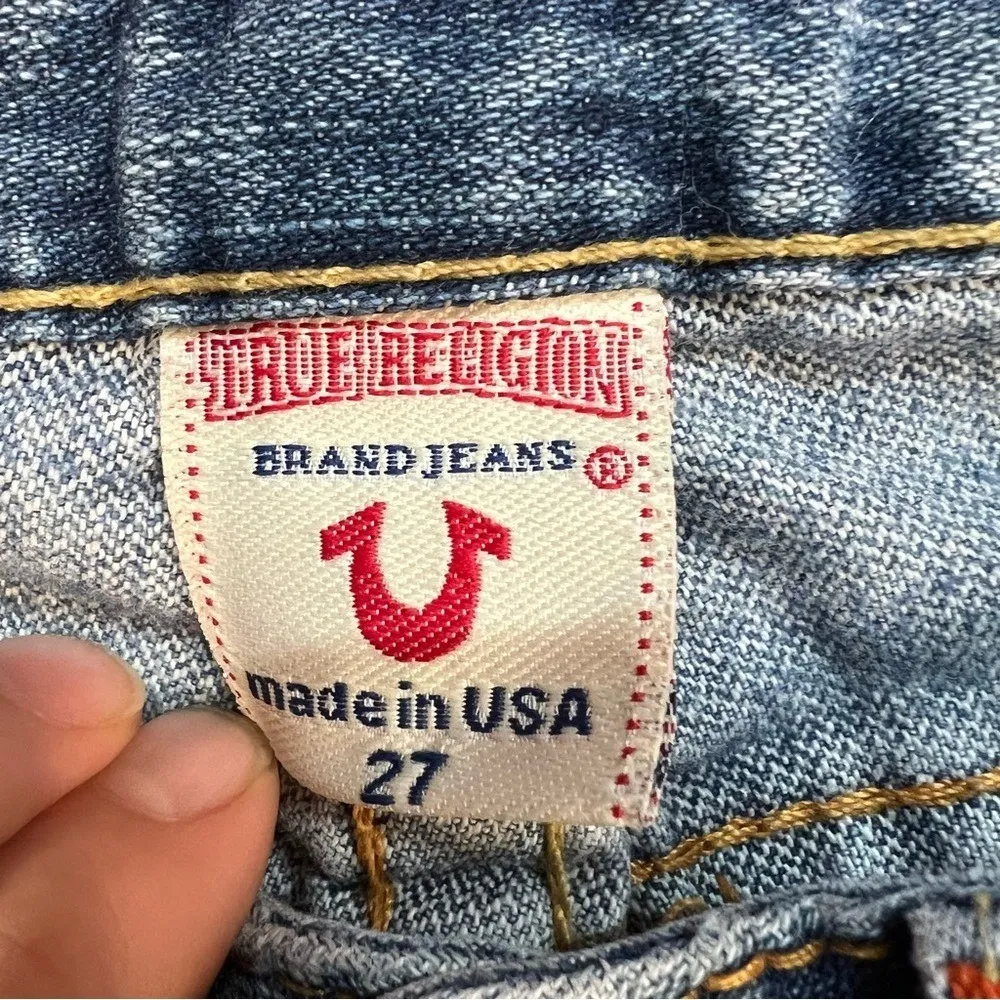 TRUE RELIGION
BRAND JEANS ®
made in USA
27